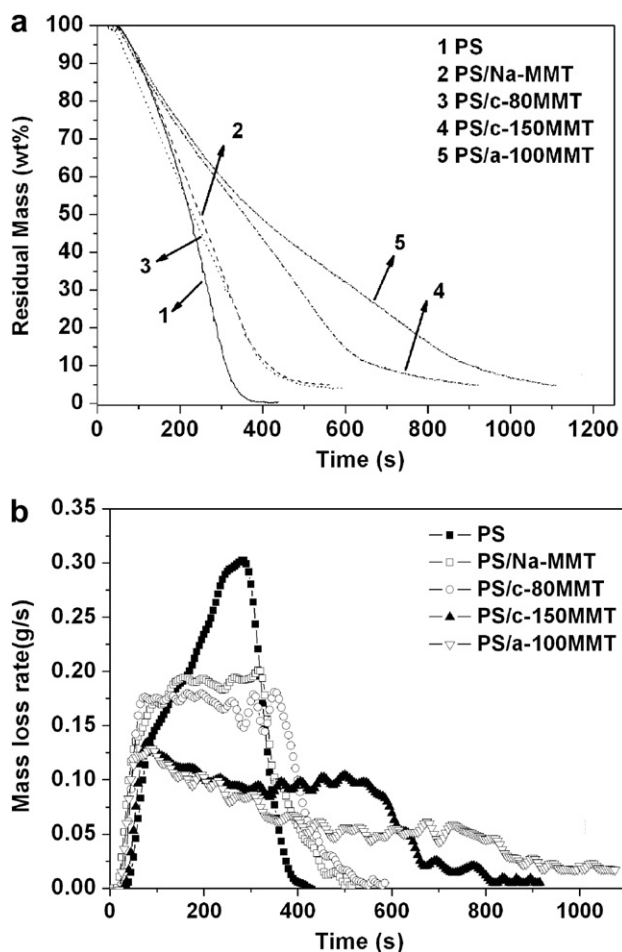 a
100
90
80
70
60
50
40
30
20
10
0
Residual Mass (wt%)
1 PS
2 PS/Na-MMT
3 PS/c-80MMT
4 PS/c-150MMT
5 PS/a-100MMT
2
3
1
5
4
0 200 400 600 800 1000 1200
Time (s)
b
0.35
0.30
0.25
0.20
0.15
0.10
0.05
0.00
Mass loss rate(g/s)
PS
PS/Na-MMT
PS/c-80MMT
PS/c-150MMT
PS/a-100MMT
0 200 400 600 800 1000
Time (s)